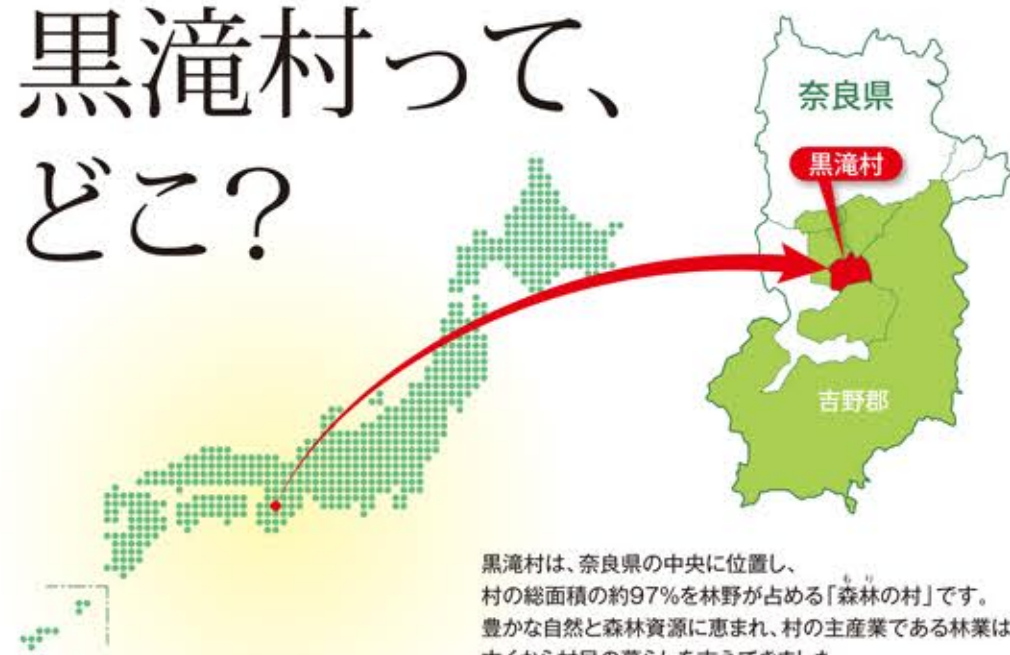 黒滝村って、
どこ？
奈良県
黒滝村
吉野郡
黒滝村は、奈良県の中央に位置し、
村の総面積の約97%を林野が占める「森林の村」です。
もり
豊かな自然と森林資源に恵まれ、村の主産業である林業は